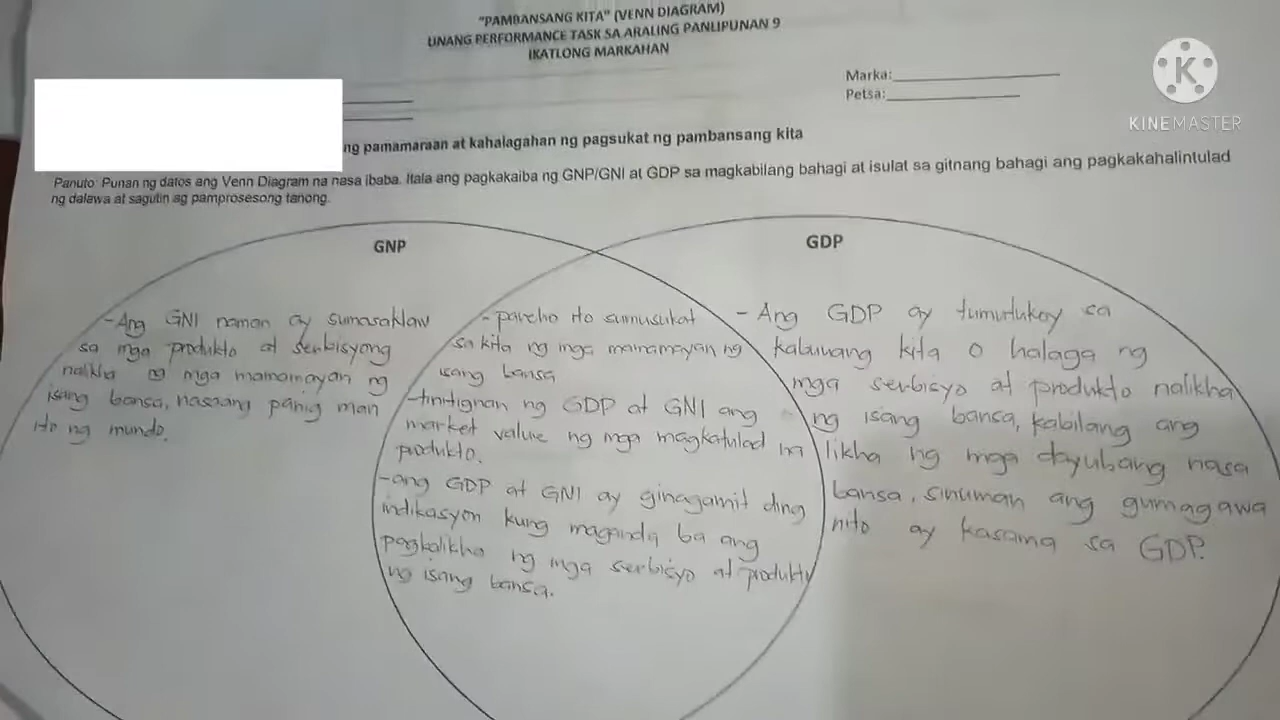 "PAMBANSANG KITA" (VENN DIAGRAM)
UNANG PERFORMANCE TASK SA ARALING PANLIPUNAN 9
IKATLONG MARKAHAN
Marka:
Petsa:
KINEMASTER
ng pamamaraan at kahalagahan ng pagsukat ng pambansang kita
Panuto: Punan ng datos ang Venn Diagram na nasa ibaba. Itala ang pagkakaiba ng GNP/GNI at GDP sa magkabilang bahagi at isulat sa gitnang bahagi ang pagkakahalintulad
ng dalawa at sagutin ag pamprosesong tanong.
GNP
- Ang GNI naman ay sumasaklaw
sa mga produkto at serbisyong
nalikha ng mga mamamayan ng
isang bansa, nasaang panig man
ito ng mundo.
- pareho ito sumusukat
sa kita ng mga mamamayan ng
isang bansa
- tinitignan ng GDP at GNI ang
market value ng mga magkatulad na
produkto.
- ang GDP at GNI ay ginagamit ding
indikasyon kung maganda ba ang
pagkalikha ng mga serbisyo at produkto
ng isang bansa.
GDP
- Ang GDP ay tumutukoy sa
kabuuang kita o halaga ng
mga serbisyo at produkto nalikha
ng isang bansa, kabilang ang
likha ng mga dayuhang nasa
bansa, sinuman ang gumagawa
nito ay kasama sa GDP.